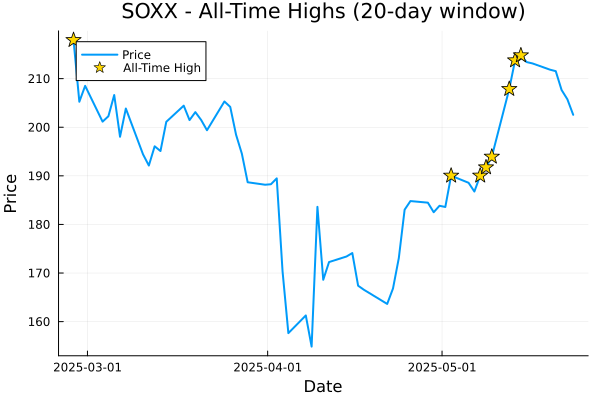 SOXX - All-Time Highs (20-day window)
Price
All-Time High
Price
210
200
190
180
170
160
2025-03-01
2025-04-01
2025-05-01
Date